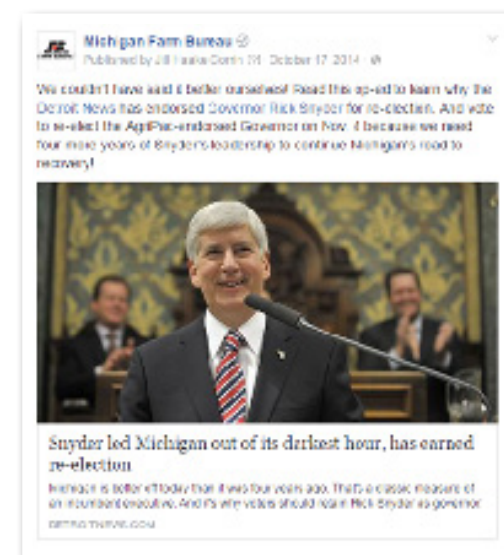 Michigan Farm Bureau
Published by Jill · October 17, 2014 ·
We couldn't have said it better ourselves! Read this op-ed to learn why the
Detroit News has endorsed Governor Rick Snyder for re-election. And vote
to re-elect the AgriPac-endorsed Governor on Nov. 4 because we need
four more years of Snyder's leadership to continue Michigan's road to
recovery!
Snyder led Michigan out of its darkest hour, has earned
re-election
Michigan is better off today than it was four years ago. That's a classic measure of
an incumbent executive. And it's why voters should retain Rick Snyder as governor
DETROITNEWS.COM